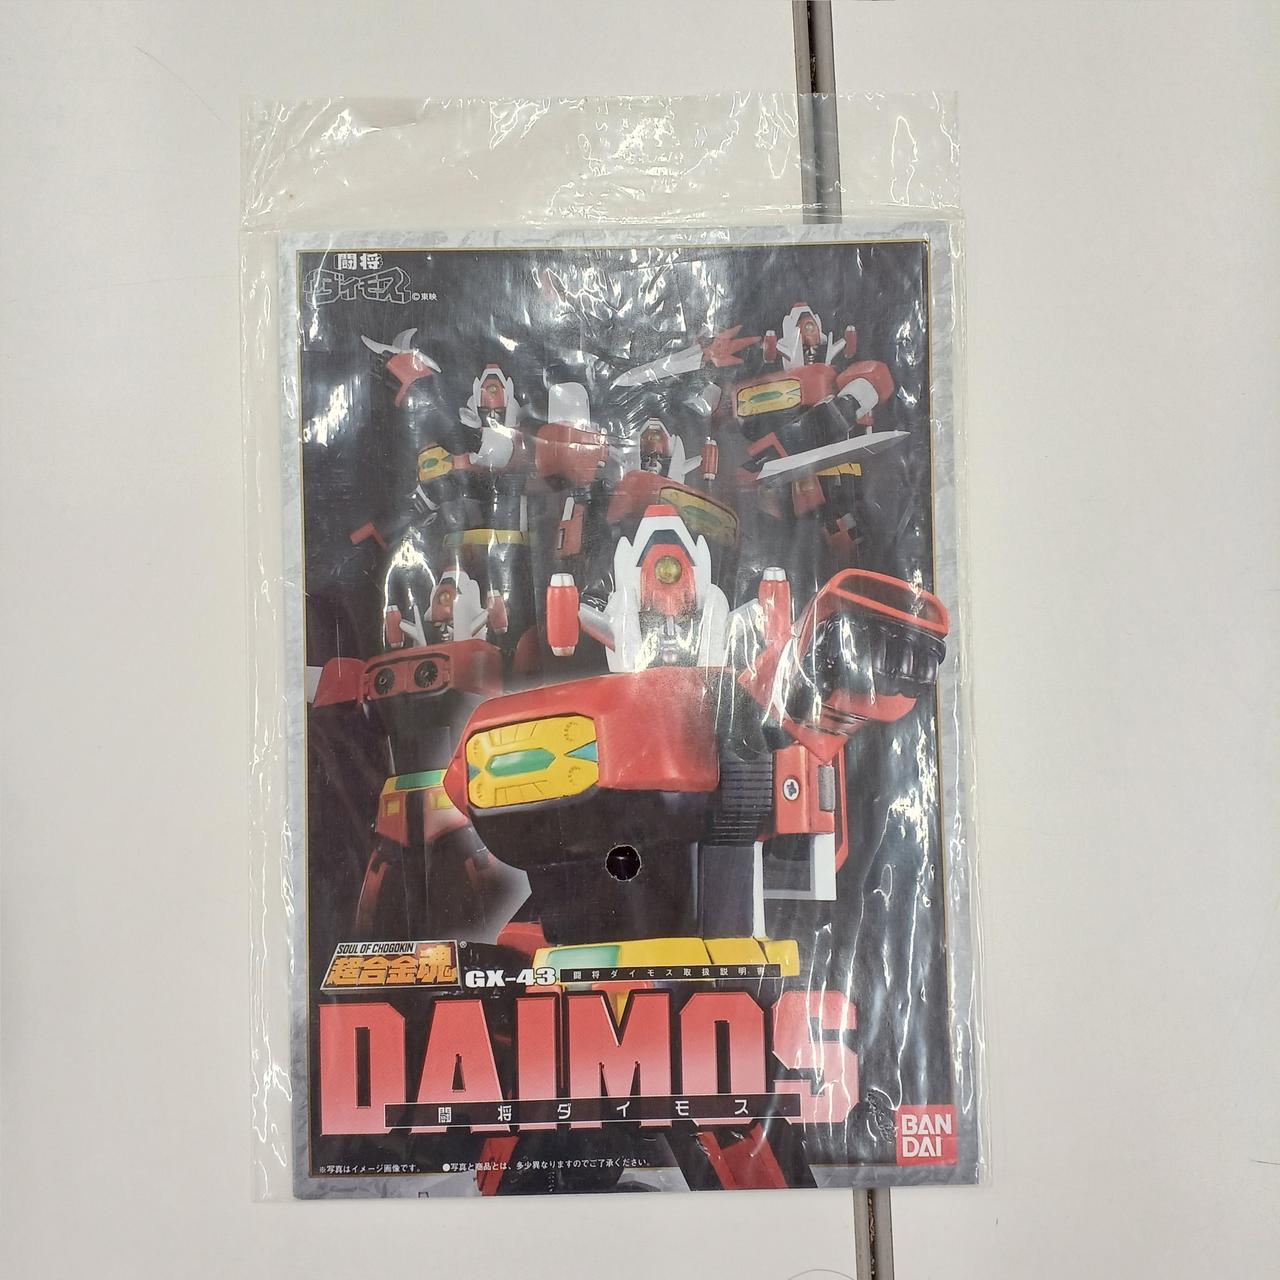 闘将
ダイモス
©東映
SOUL OF CHOGOKIN
超合金魂®
GX-43
闘将ダイモス取扱説明書
DAIMOS
闘将ダイモス
BAN
DAI
※写真はイメージ画像です。 ●写真と商品とは、多少異なりますのでご了承ください。